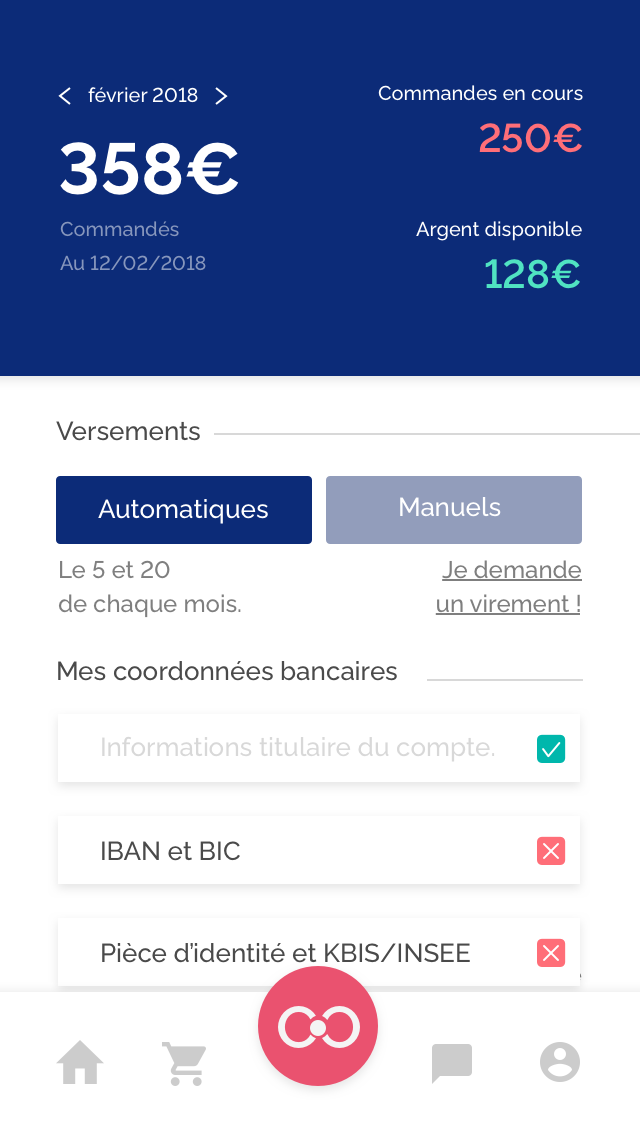 février 2018
358€
Commandés
Au 12/02/2018
Commandes en cours
250€
Argent disponible
128€
Versements
Automatiques
Manuels
Le 5 et 20
de chaque mois.
Je demande
un virement !
Mes coordonnées bancaires
Informations titulaire du compte.
IBAN et BIC
Pièce d’identité et KBIS/INSEE